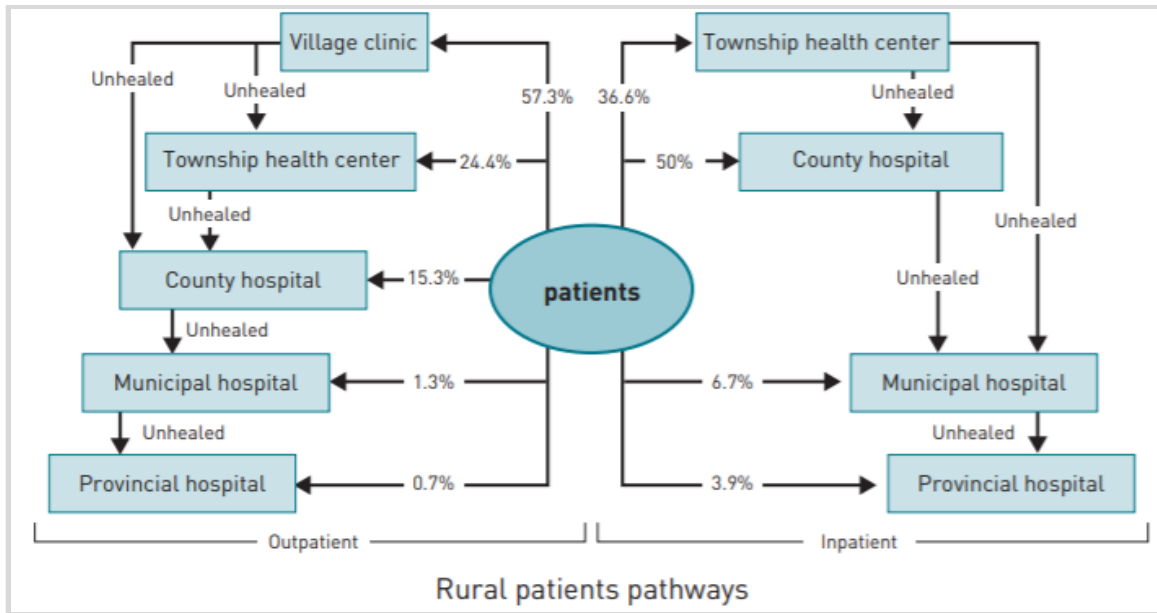 Village clinic
Township health center
Unhealed
Unhealed
Unhealed
57.3%
36.6%
Township health center
24.4%
50%
County hospital
Unhealed
Unhealed
County hospital
15.3%
patients
Unhealed
Unhealed
Municipal hospital
1.3%
6.7%
Municipal hospital
Unhealed
Unhealed
Provincial hospital
0.7%
3.9%
Provincial hospital
Outpatient
Inpatient
Rural patients pathways